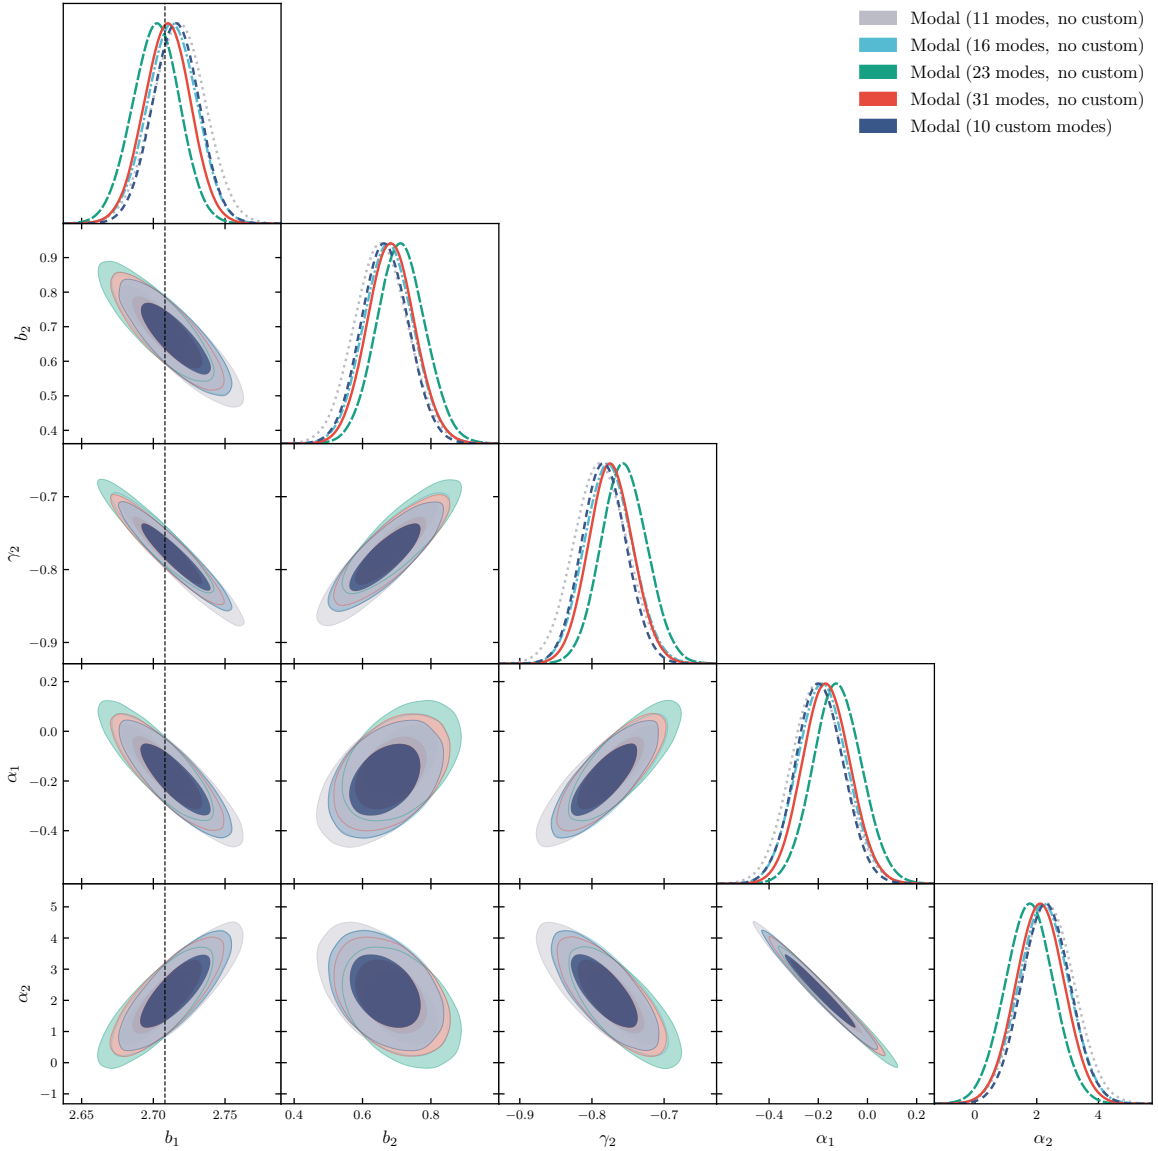 Modal (11 modes, no custom)
Modal (16 modes, no custom)
Modal (23 modes, no custom)
Modal (31 modes, no custom)
Modal (10 custom modes)
0.9
0.8
0.7
0.6
0.5
0.4
b₂
−0.7
−0.8
−0.9
γ₂
0.2
0.0
−0.2
−0.4
α₁
5
4
3
2
1
0
−1
α₂
2.65 2.70 2.75 0.4 0.6 0.8 −0.9 −0.8 −0.7 −0.4 −0.2 0.0 0.2 0 2 4
b₁ b₂ γ₂ α₁ α₂